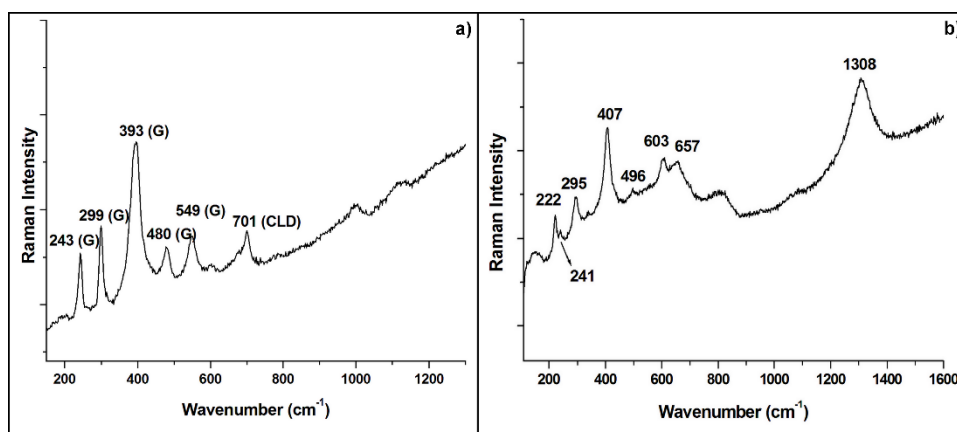 a)
393 (G)
299 (G)
243 (G)
549 (G)
480 (G)
701 (CLD)
Raman Intensity
200 400 600 800 1000 1200
Wavenumber (cm-1)
b)
1308
407
603
657
295
496
222
241
Raman Intensity
200 400 600 800 1000 1200 1400 1600
Wavenumber (cm-1)